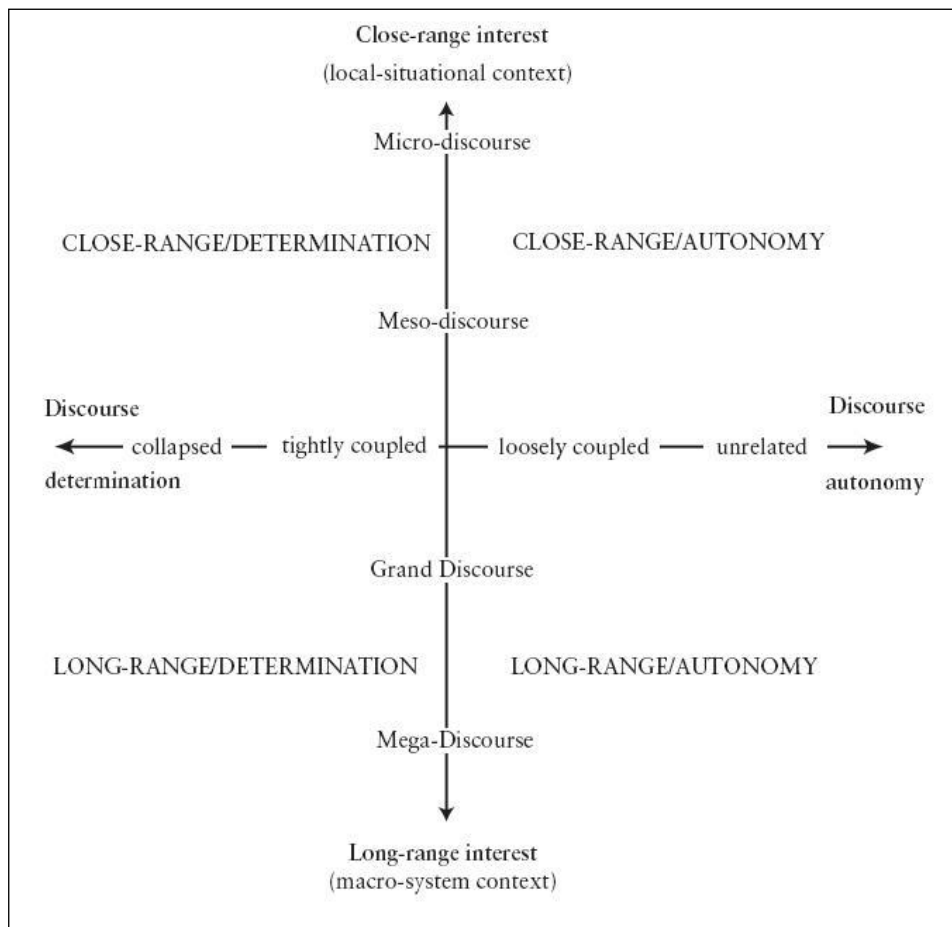 Close-range interest
(local-situational context)
Micro-discourse
CLOSE-RANGE/DETERMINATION CLOSE-RANGE/AUTONOMY
Meso-discourse
Discourse Discourse
collapsed tightly coupled loosely coupled unrelated
determination autonomy
Grand Discourse
LONG-RANGE/DETERMINATION LONG-RANGE/AUTONOMY
Mega-Discourse
Long-range interest
(macro-system context)